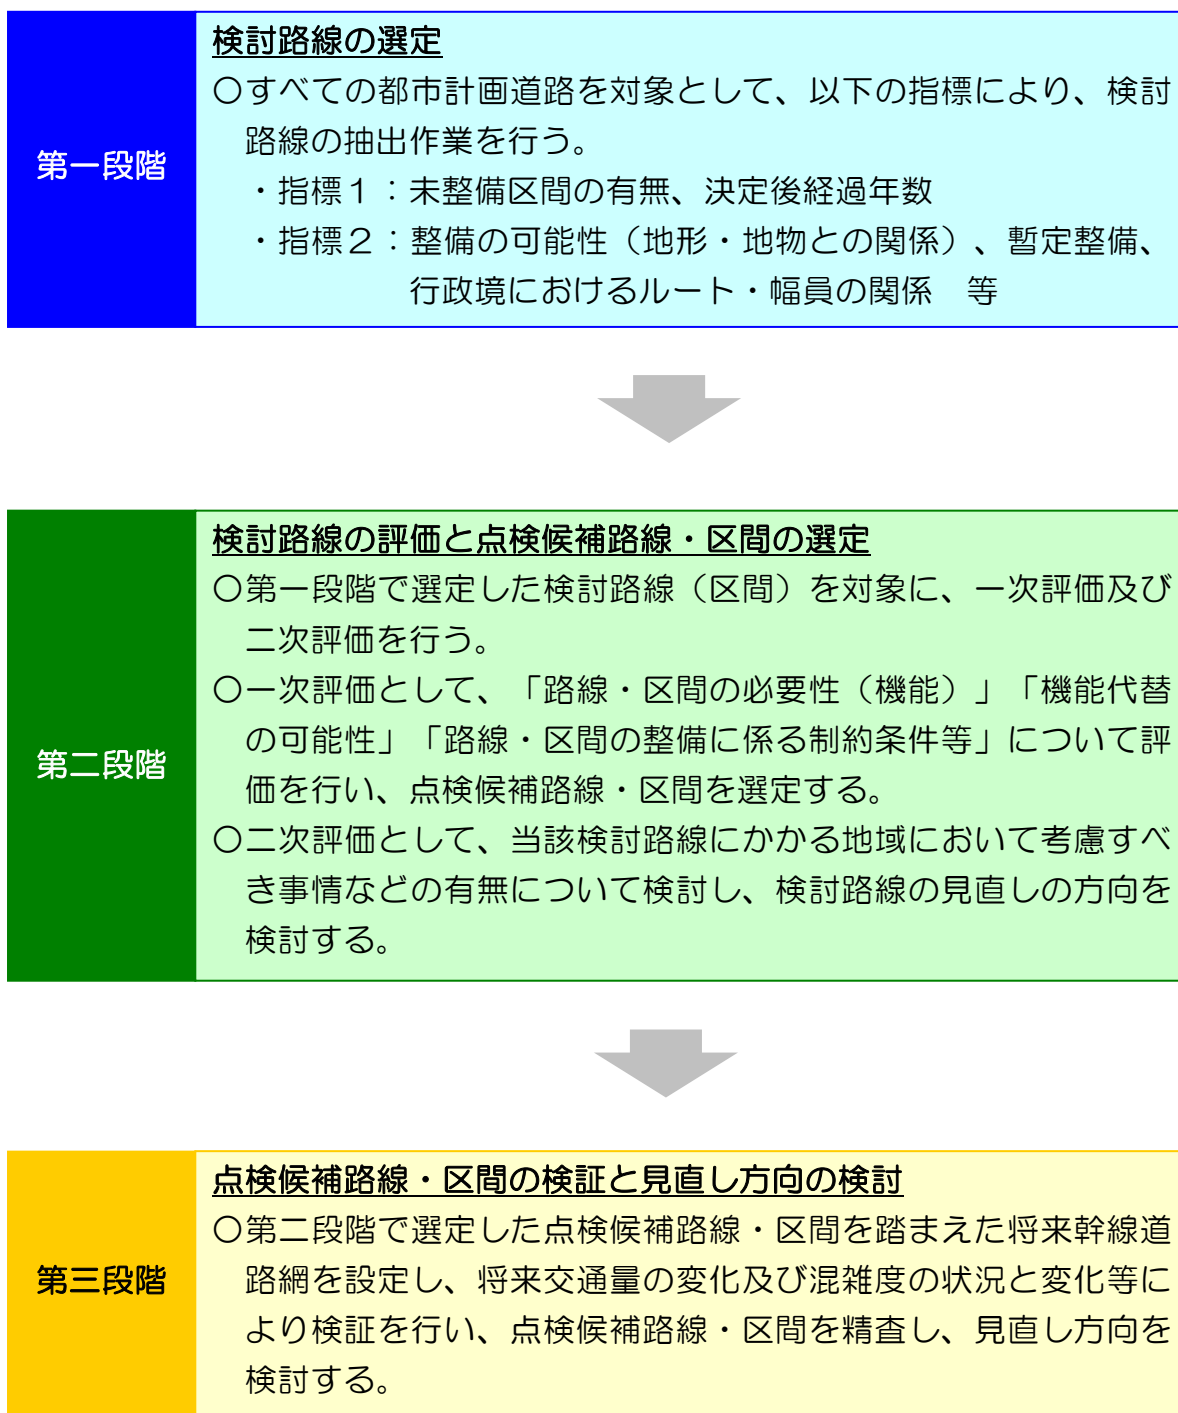 第一段階
検討路線の選定
○すべての都市計画道路を対象として、以下の指標により、検討
路線の抽出作業を行う。
・指標１：未整備区間の有無、決定後経過年数
・指標２：整備の可能性（地形・地物との関係）、暫定整備、
行政境におけるルート・幅員の関係　等
第二段階
検討路線の評価と点検候補路線・区間の選定
○第一段階で選定した検討路線（区間）を対象に、一次評価及び
二次評価を行う。
○一次評価として、「路線・区間の必要性（機能）」「機能代替
の可能性」「路線・区間の整備に係る制約条件等」について評
価を行い、点検候補路線・区間を選定する。
○二次評価として、当該検討路線にかかる地域において考慮すべ
き事情などの有無について検討し、検討路線の見直しの方向を
検討する。
第三段階
点検候補路線・区間の検証と見直し方向の検討
○第二段階で選定した点検候補路線・区間を踏まえた将来幹線道
路網を設定し、将来交通量の変化及び混雑度の状況と変化等に
より検証を行い、点検候補路線・区間を精査し、見直し方向を
検討する。